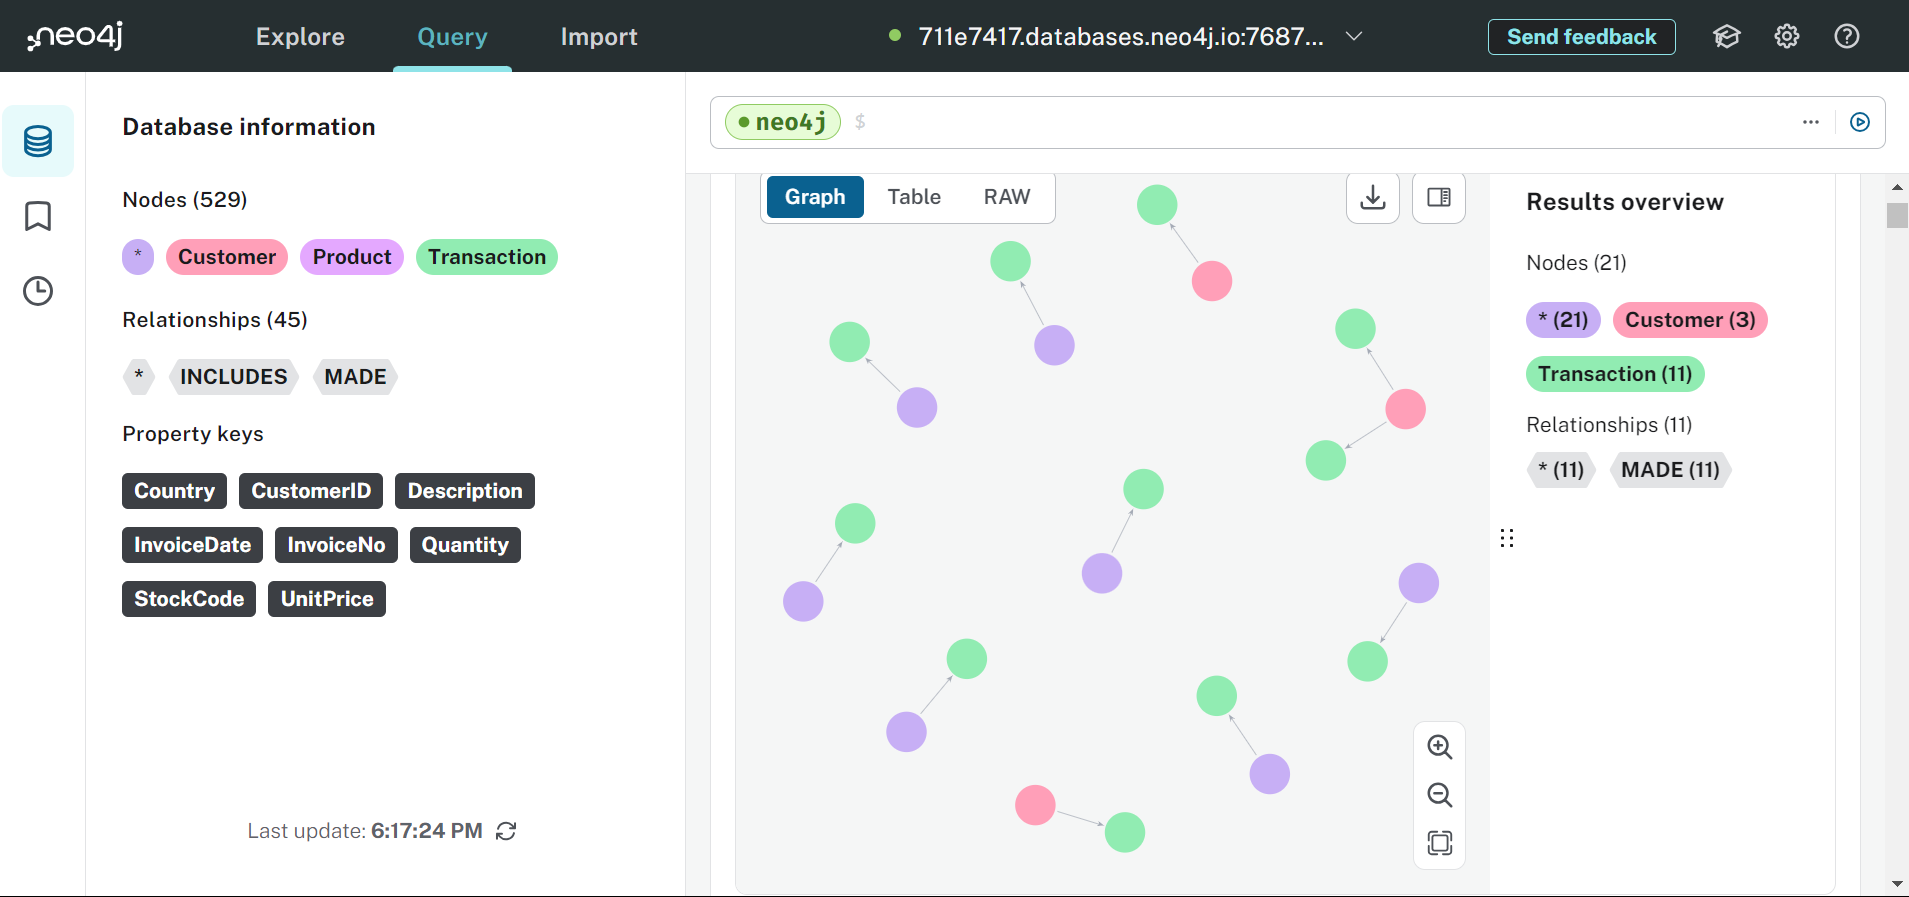 neo4j Explore Query Import 711e7417.databases.neo4j.io:7687... Send feedback
Database information
Nodes (529)
* Customer Product Transaction
Relationships (45)
* INCLUDES MADE
Property keys
Country CustomerID Description
InvoiceDate InvoiceNo Quantity
StockCode UnitPrice
Last update: 6:17:24 PM
neo4j $
Graph Table RAW
Results overview
Nodes (21)
* (21) Customer (3)
Transaction (11)
Relationships (11)
* (11) MADE (11)